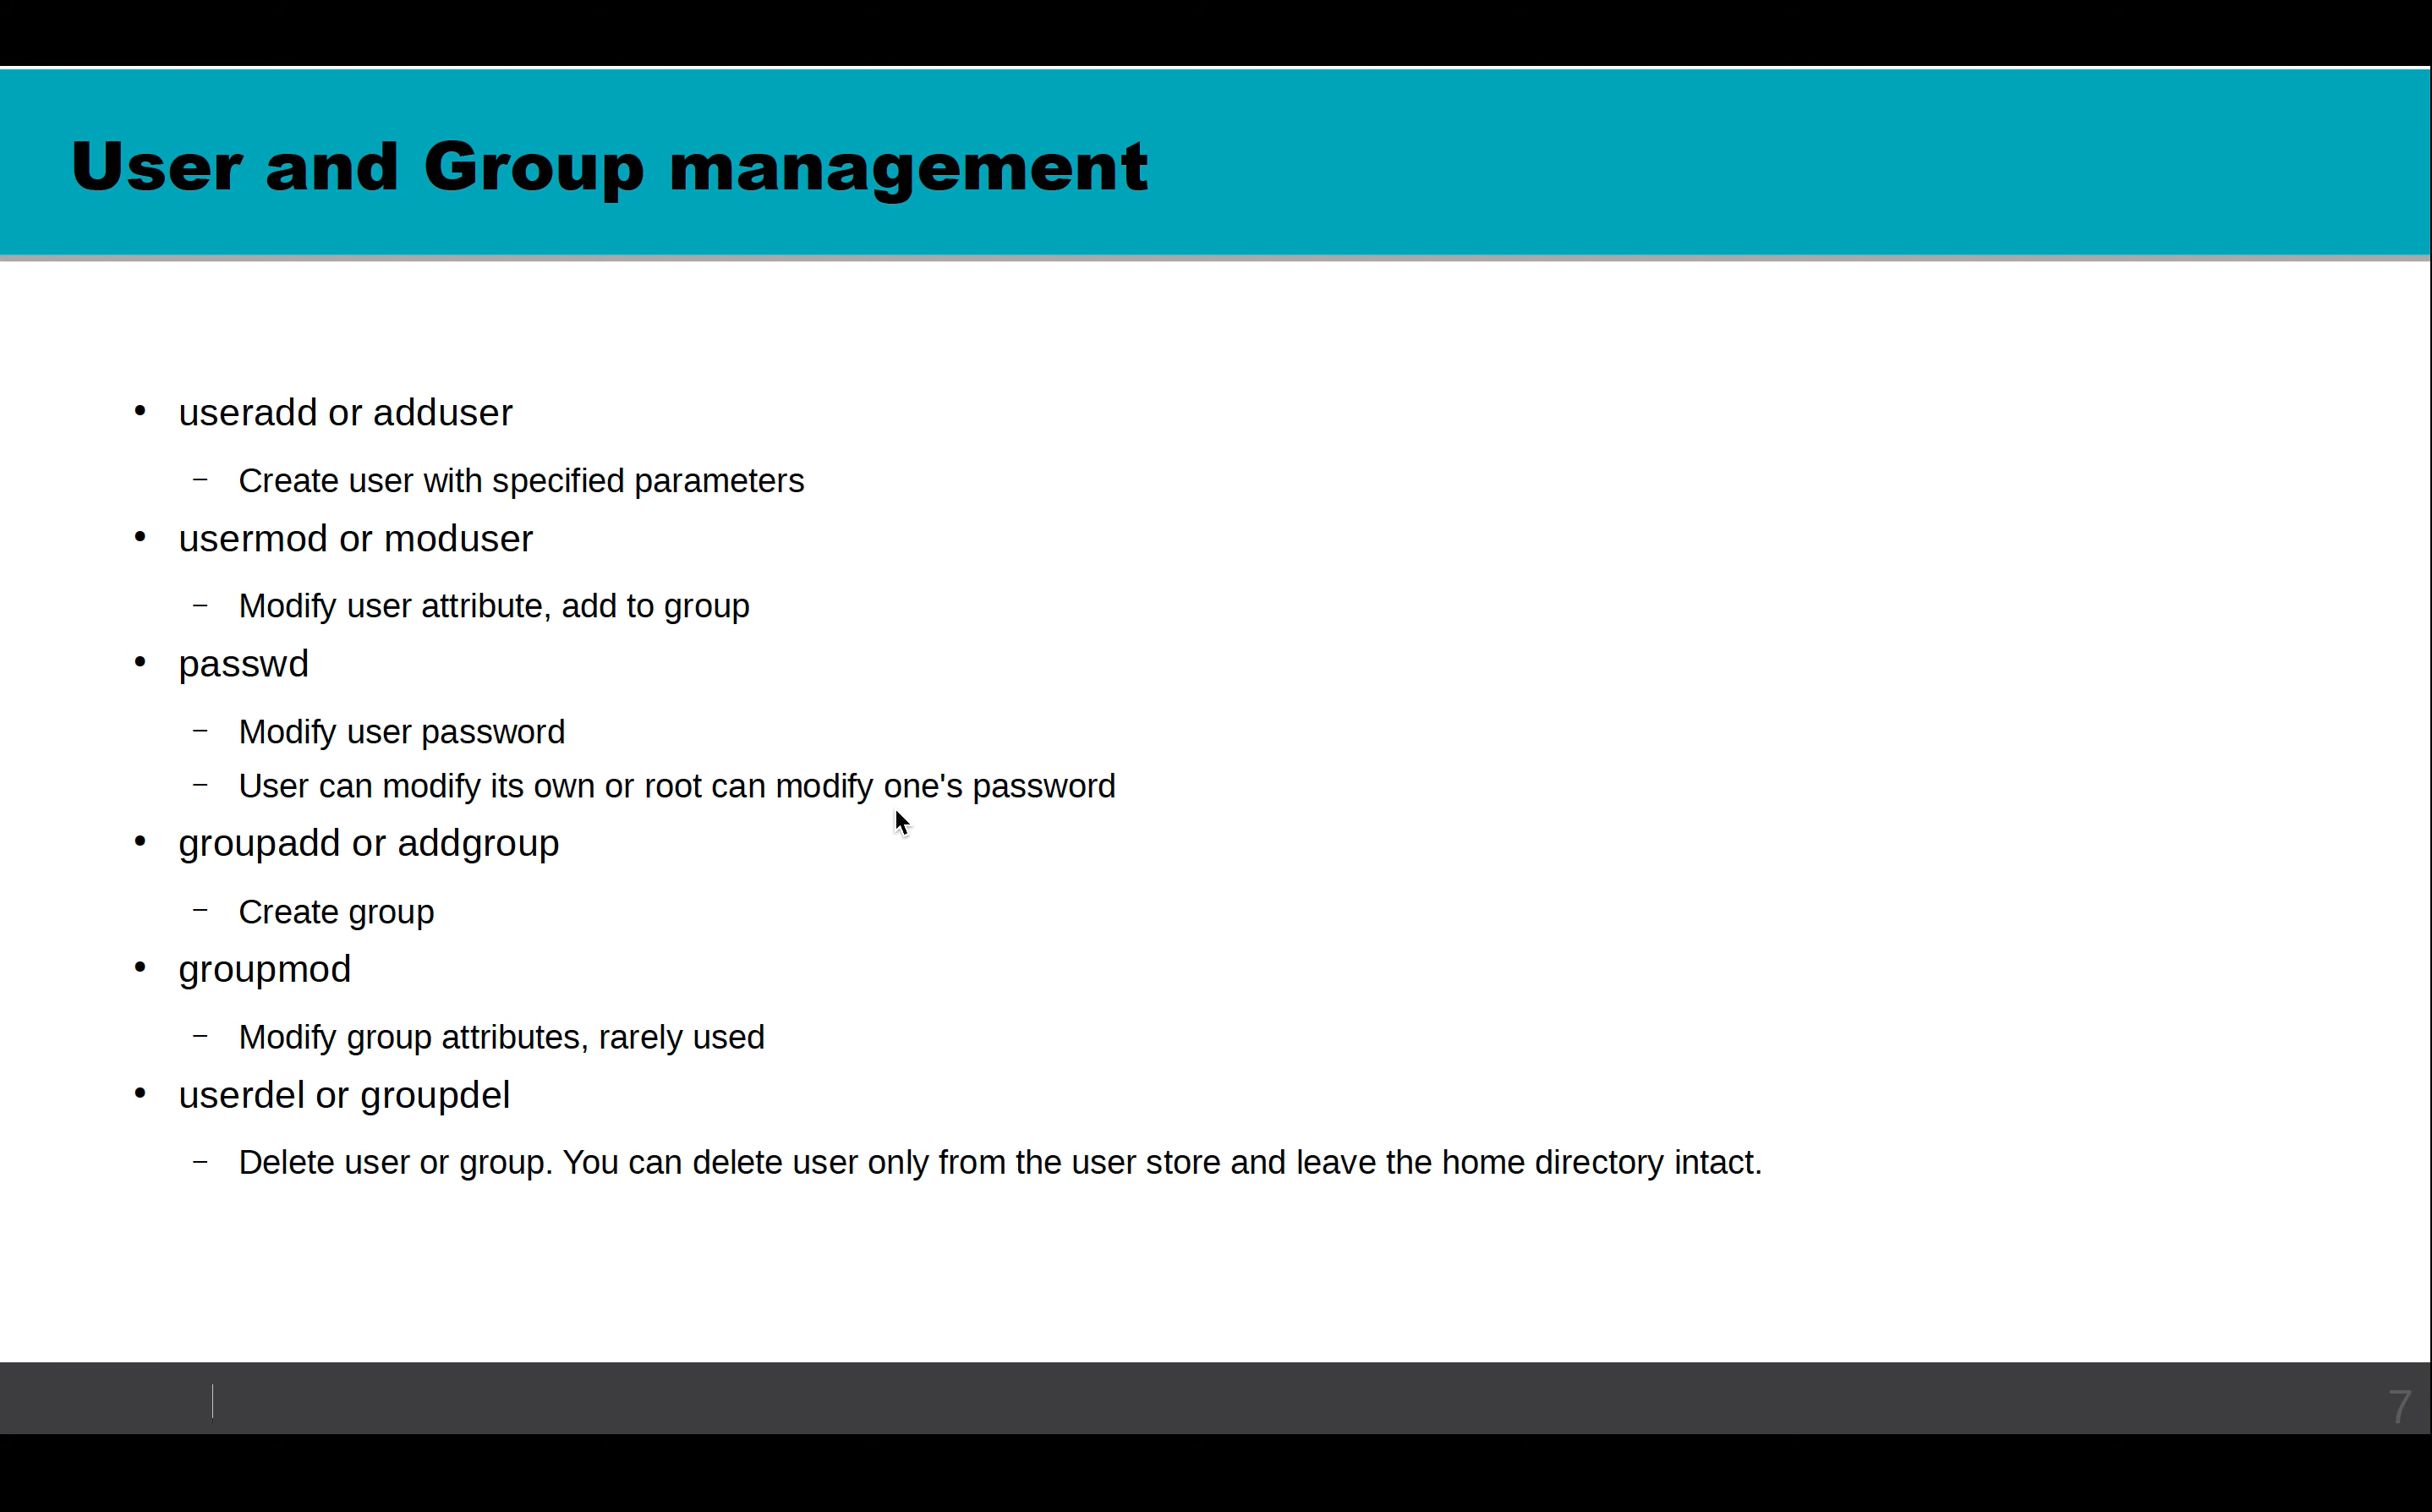 User and Group management
• useradd or adduser
– Create user with specified parameters
• usermod or moduser
– Modify user attribute, add to group
• passwd
– Modify user password
– User can modify its own or root can modify one's password
• groupadd or addgroup
– Create group
• groupmod
– Modify group attributes, rarely used
• userdel or groupdel
– Delete user or group. You can delete user only from the user store and leave the home directory intact.
7